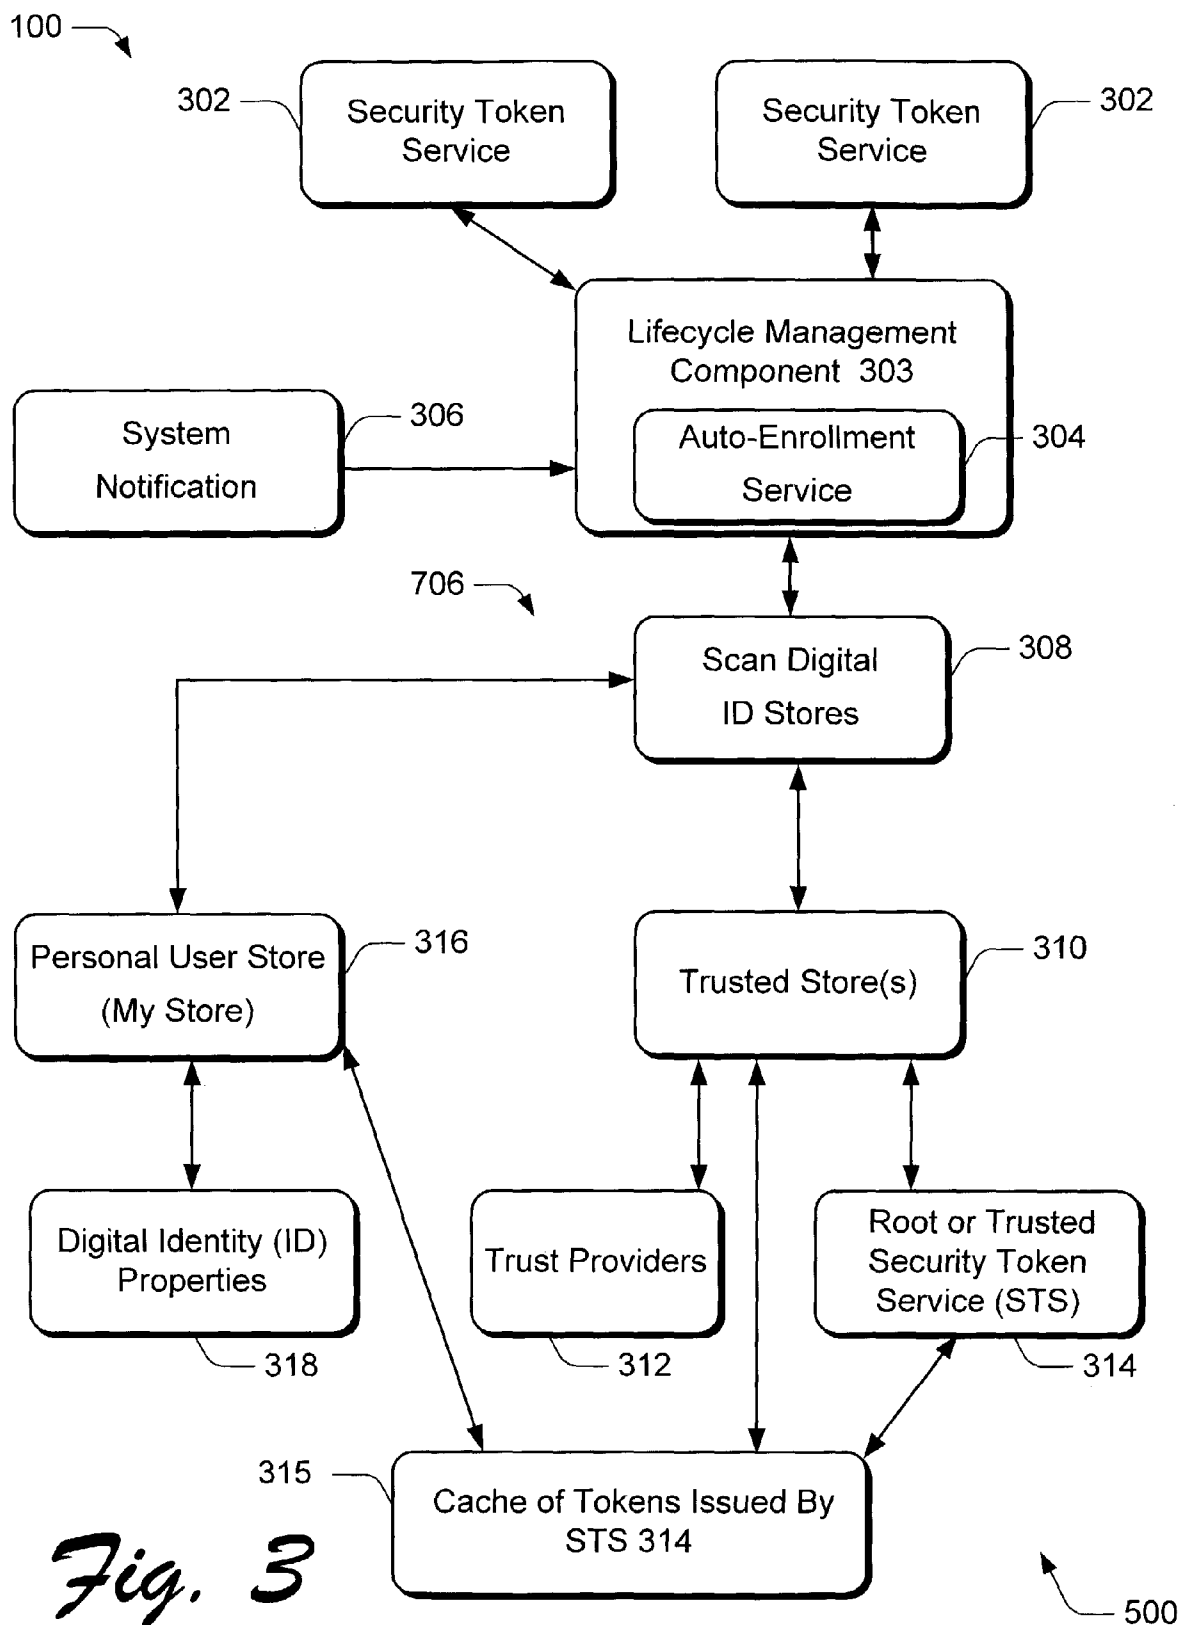 100
302
Security Token
Service
Security Token
Service
302
Lifecycle Management
Component 303
System
Notification
306
Auto-Enrollment
Service
304
706
Scan Digital
ID Stores
308
Personal User Store
(My Store)
316
Trusted Store(s)
310
Digital Identity (ID)
Properties
318
Trust Providers
312
Root or Trusted
Security Token
Service (STS)
314
315
Cache of Tokens Issued By
STS 314
Fig. 3
500